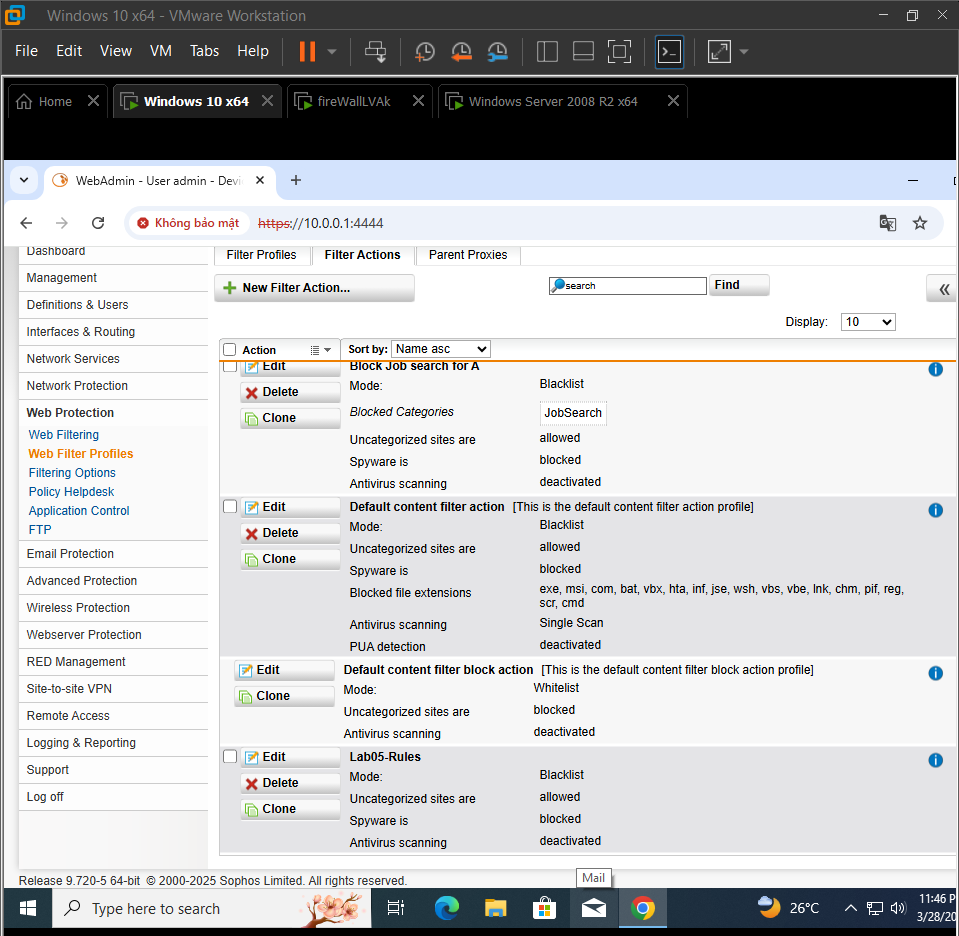 Windows 10 x64 - VMware Workstation
File Edit View VM Tabs Help
Home Windows 10 x64 fireWallLVAk Windows Server 2008 R2 x64
WebAdmin - User admin - Devi
Không bảo mật https://10.0.0.1:4444
Dashboard
Management
Definitions & Users
Interfaces & Routing
Network Services
Network Protection
Web Protection
Web Filtering
Web Filter Profiles
Filtering Options
Policy Helpdesk
Application Control
FTP
Email Protection
Advanced Protection
Wireless Protection
Webserver Protection
RED Management
Site-to-site VPN
Remote Access
Logging & Reporting
Support
Log off
Filter Profiles Filter Actions Parent Proxies
New Filter Action... search Find
Display: 10
Action Sort by: Name asc
Edit Block Job search for A
Delete Mode: Blacklist
Clone Blocked Categories JobSearch
Uncategorized sites are allowed
Spyware is blocked
Antivirus scanning deactivated
Edit Default content filter action [This is the default content filter action profile]
Delete Mode: Blacklist
Clone Uncategorized sites are allowed
Spyware is blocked
Blocked file extensions exe, msi, com, bat, vbx, hta, inf, jse, wsh, vbs, vbe, lnk, chm, pif, reg,
scr, cmd
Antivirus scanning Single Scan
PUA detection deactivated
Edit Default content filter block action [This is the default content filter block action profile]
Clone Mode: Whitelist
Uncategorized sites are blocked
Antivirus scanning deactivated
Edit Lab05-Rules
Delete Mode: Blacklist
Clone Uncategorized sites are allowed
Spyware is blocked
Antivirus scanning deactivated
Mail
Release 9.720-5 64-bit © 2000-2025 Sophos Limited. All rights reserved.
Type here to search 26°C 11:46 P
3/28/20